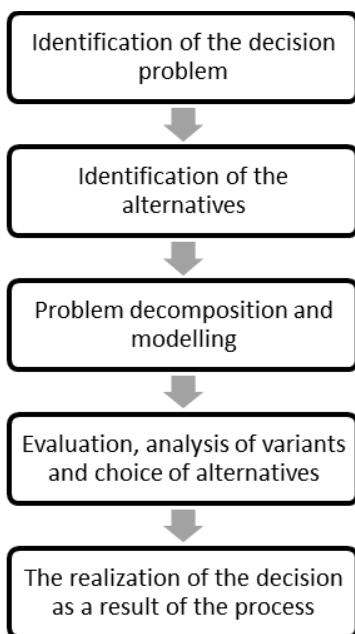 Identification of the decision
problem
Identification of the
alternatives
Problem decomposition and
modelling
Evaluation, analysis of variants
and choice of alternatives
The realization of the decision
as a result of the process